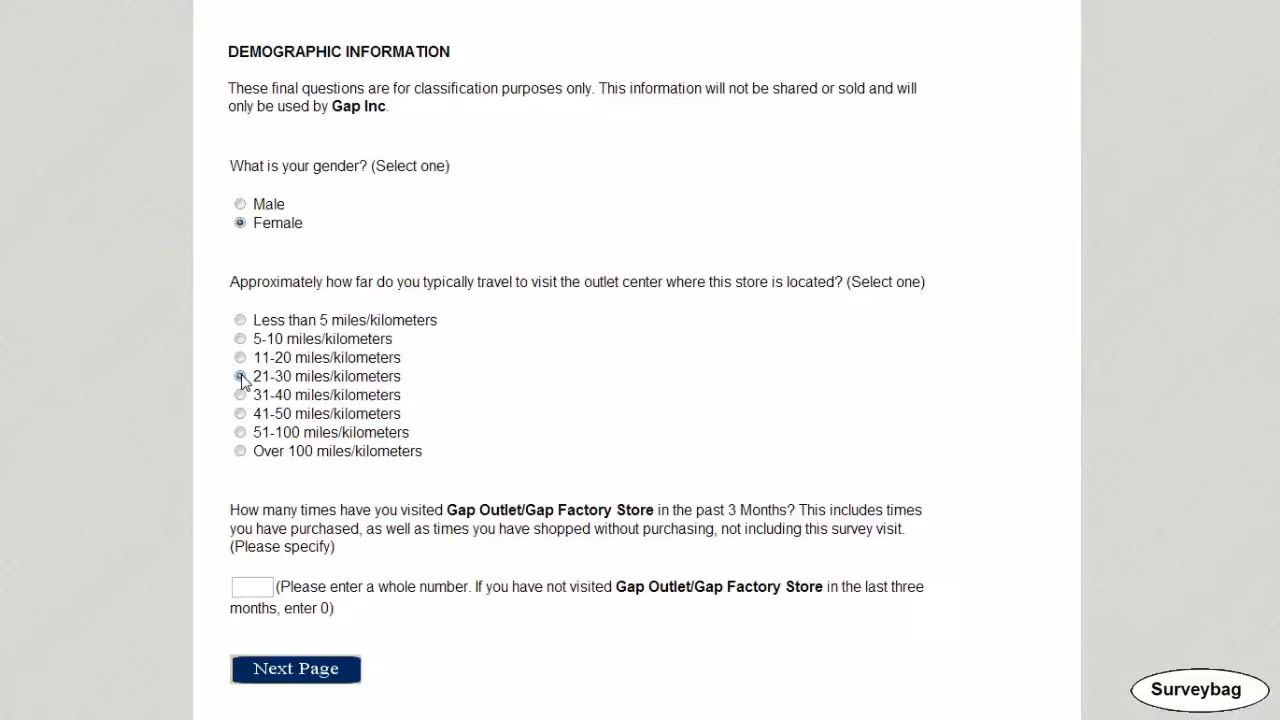 DEMOGRAPHIC INFORMATION
These final questions are for classification purposes only. This information will not be shared or sold and will
only be used by Gap Inc.
What is your gender? (Select one)
Male
Female
Approximately how far do you typically travel to visit the outlet center where this store is located? (Select one)
Less than 5 miles/kilometers
5-10 miles/kilometers
11-20 miles/kilometers
21-30 miles/kilometers
31-40 miles/kilometers
41-50 miles/kilometers
51-100 miles/kilometers
Over 100 miles/kilometers
How many times have you visited Gap Outlet/Gap Factory Store in the past 3 Months? This includes times
you have purchased, as well as times you have shopped without purchasing, not including this survey visit.
(Please specify)
(Please enter a whole number. If you have not visited Gap Outlet/Gap Factory Store in the last three
months, enter 0)
Next Page
Surveybag